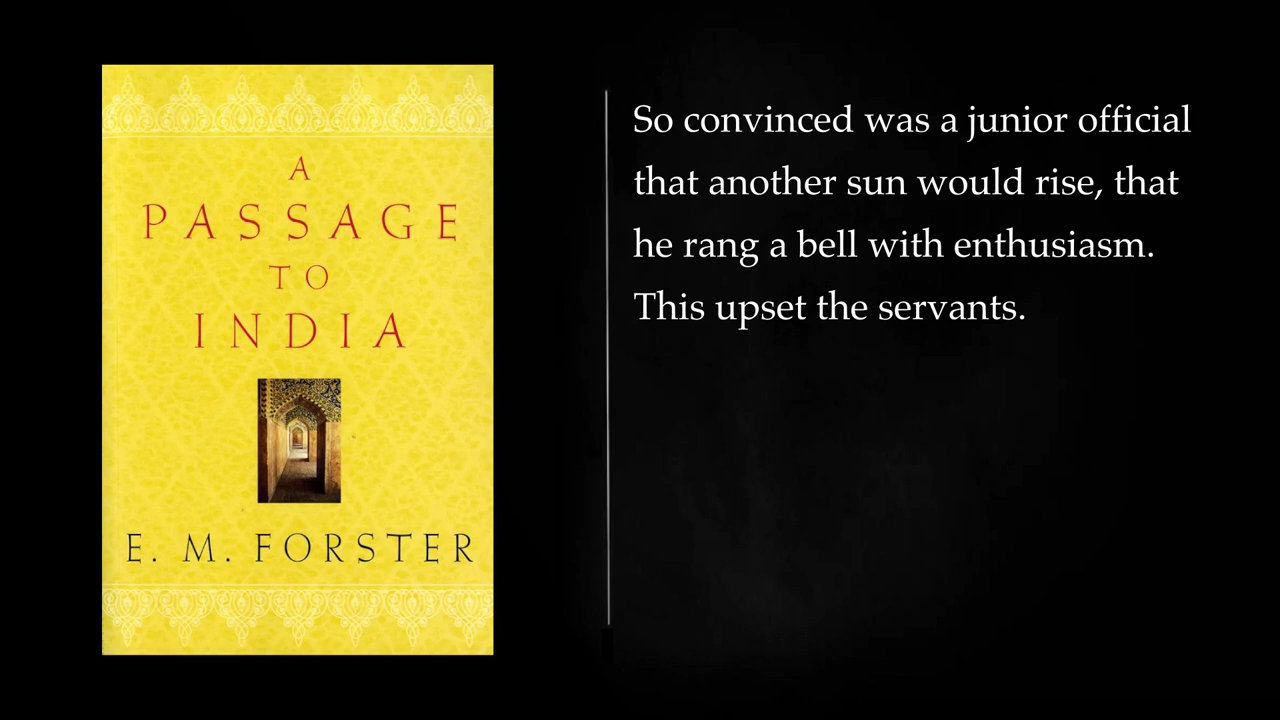 A
PASSAGE
TO
INDIA
E. M. FORSTER
So convinced was a junior official
that another sun would rise, that
he rang a bell with enthusiasm.
This upset the servants.